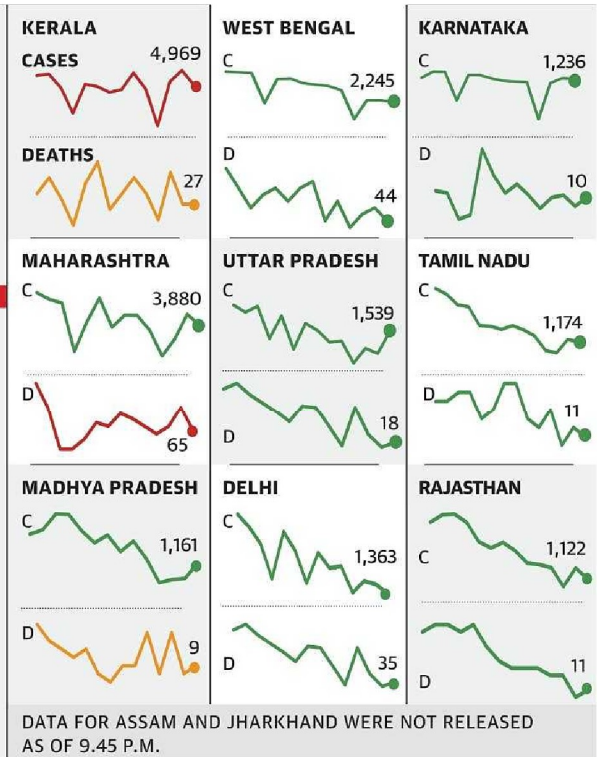 KERALA
CASES
4,969
DEATHS
27
WEST BENGAL
C
2,245
D
44
KARNATAKA
C
1,236
D
10
MAHARASHTRA
C
3,880
D
65
UTTAR PRADESH
C
1,539
D
18
TAMIL NADU
C
1,174
D
11
MADHYA PRADESH
C
1,161
D
9
DELHI
C
1,363
D
35
RAJASTHAN
C
1,122
D
11
DATA FOR ASSAM AND JHARKHAND WERE NOT RELEASED
AS OF 9.45 P.M.